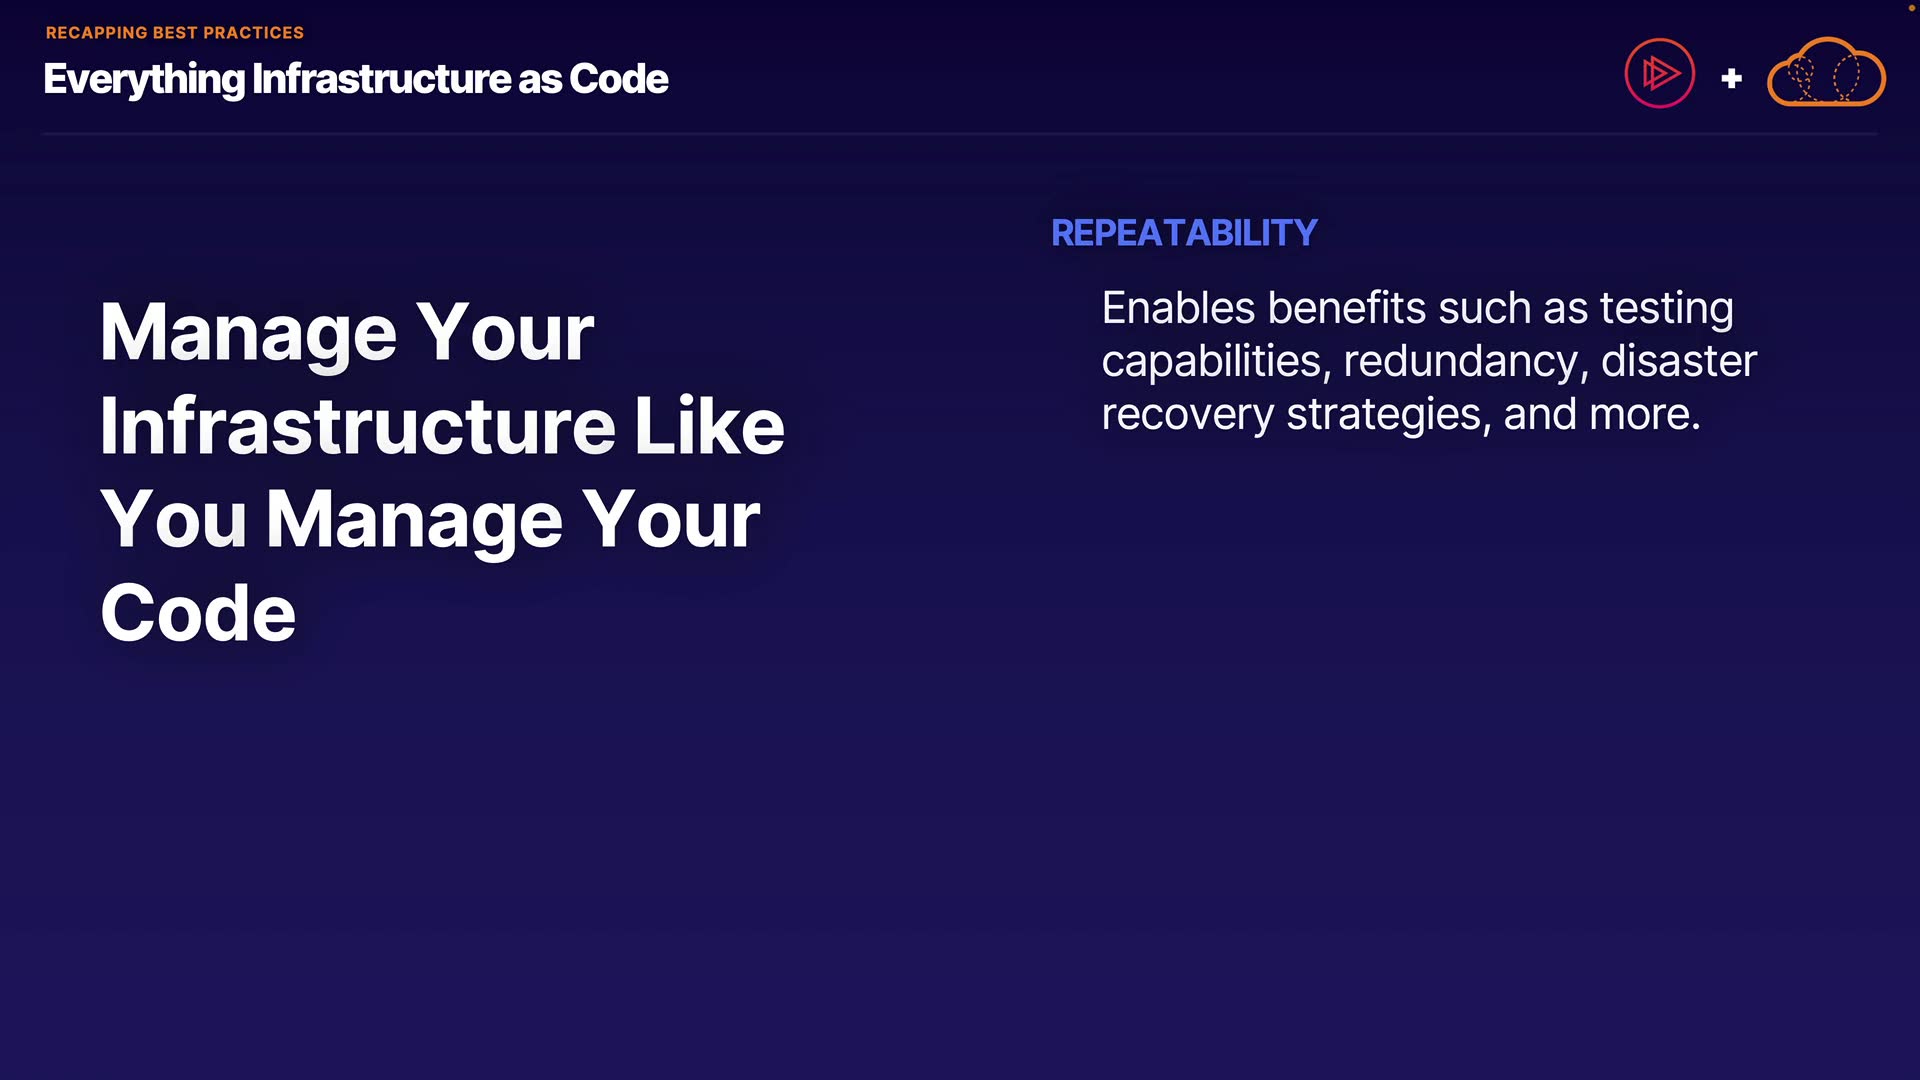 RECAPPING BEST PRACTICES
Everything Infrastructure as Code
+
Manage Your
Infrastructure Like
You Manage Your
Code
REPEATABILITY
Enables benefits such as testing
capabilities, redundancy, disaster
recovery strategies, and more.